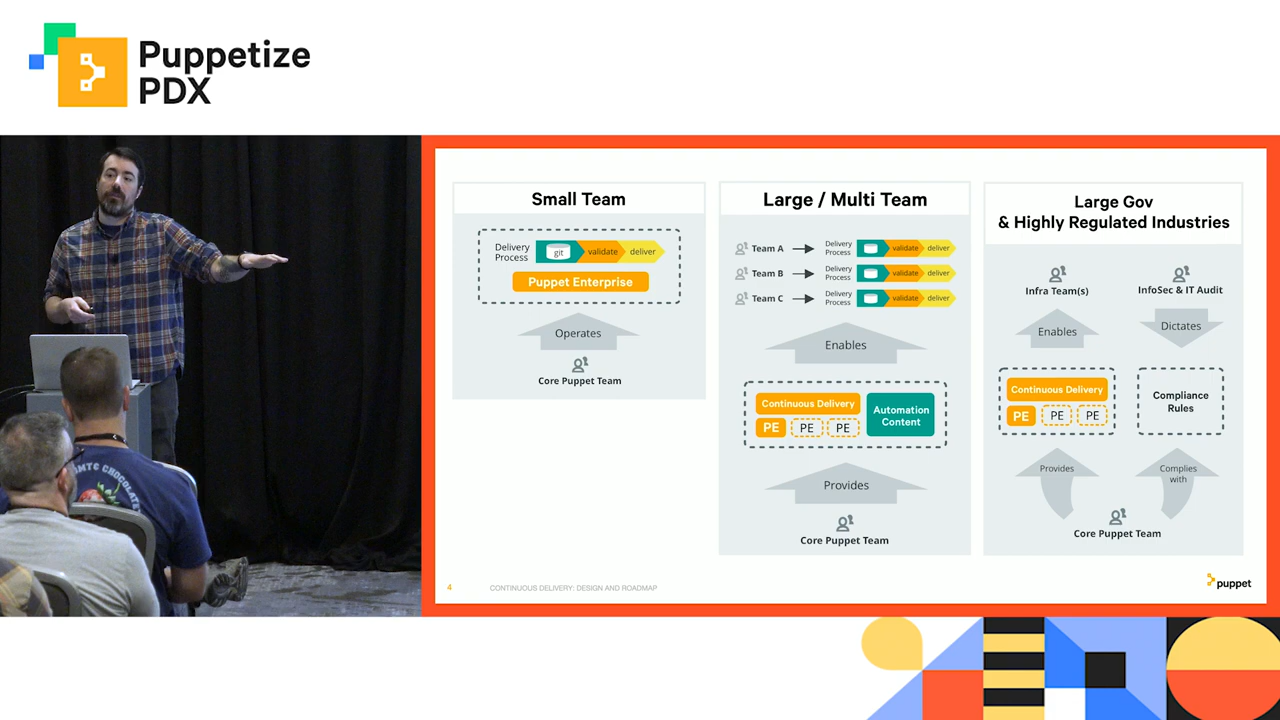 Puppetize
PDX
Small Team
Delivery
Process
git
validate
deliver
Puppet Enterprise
Operates
Core Puppet Team
Large / Multi Team
Team A
Delivery
Process
validate
deliver
Team B
Delivery
Process
validate
deliver
Team C
Delivery
Process
validate
deliver
Enables
Continuous Delivery
PE
PE
PE
Automation
Content
Provides
Core Puppet Team
Large Gov
& Highly Regulated Industries
Infra Team(s)
InfoSec & IT Audit
Enables
Dictates
Continuous Delivery
PE
PE
PE
Compliance
Rules
Provides
Complies
with
Core Puppet Team
4
CONTINUOUS DELIVERY: DESIGN AND ROADMAP
puppet